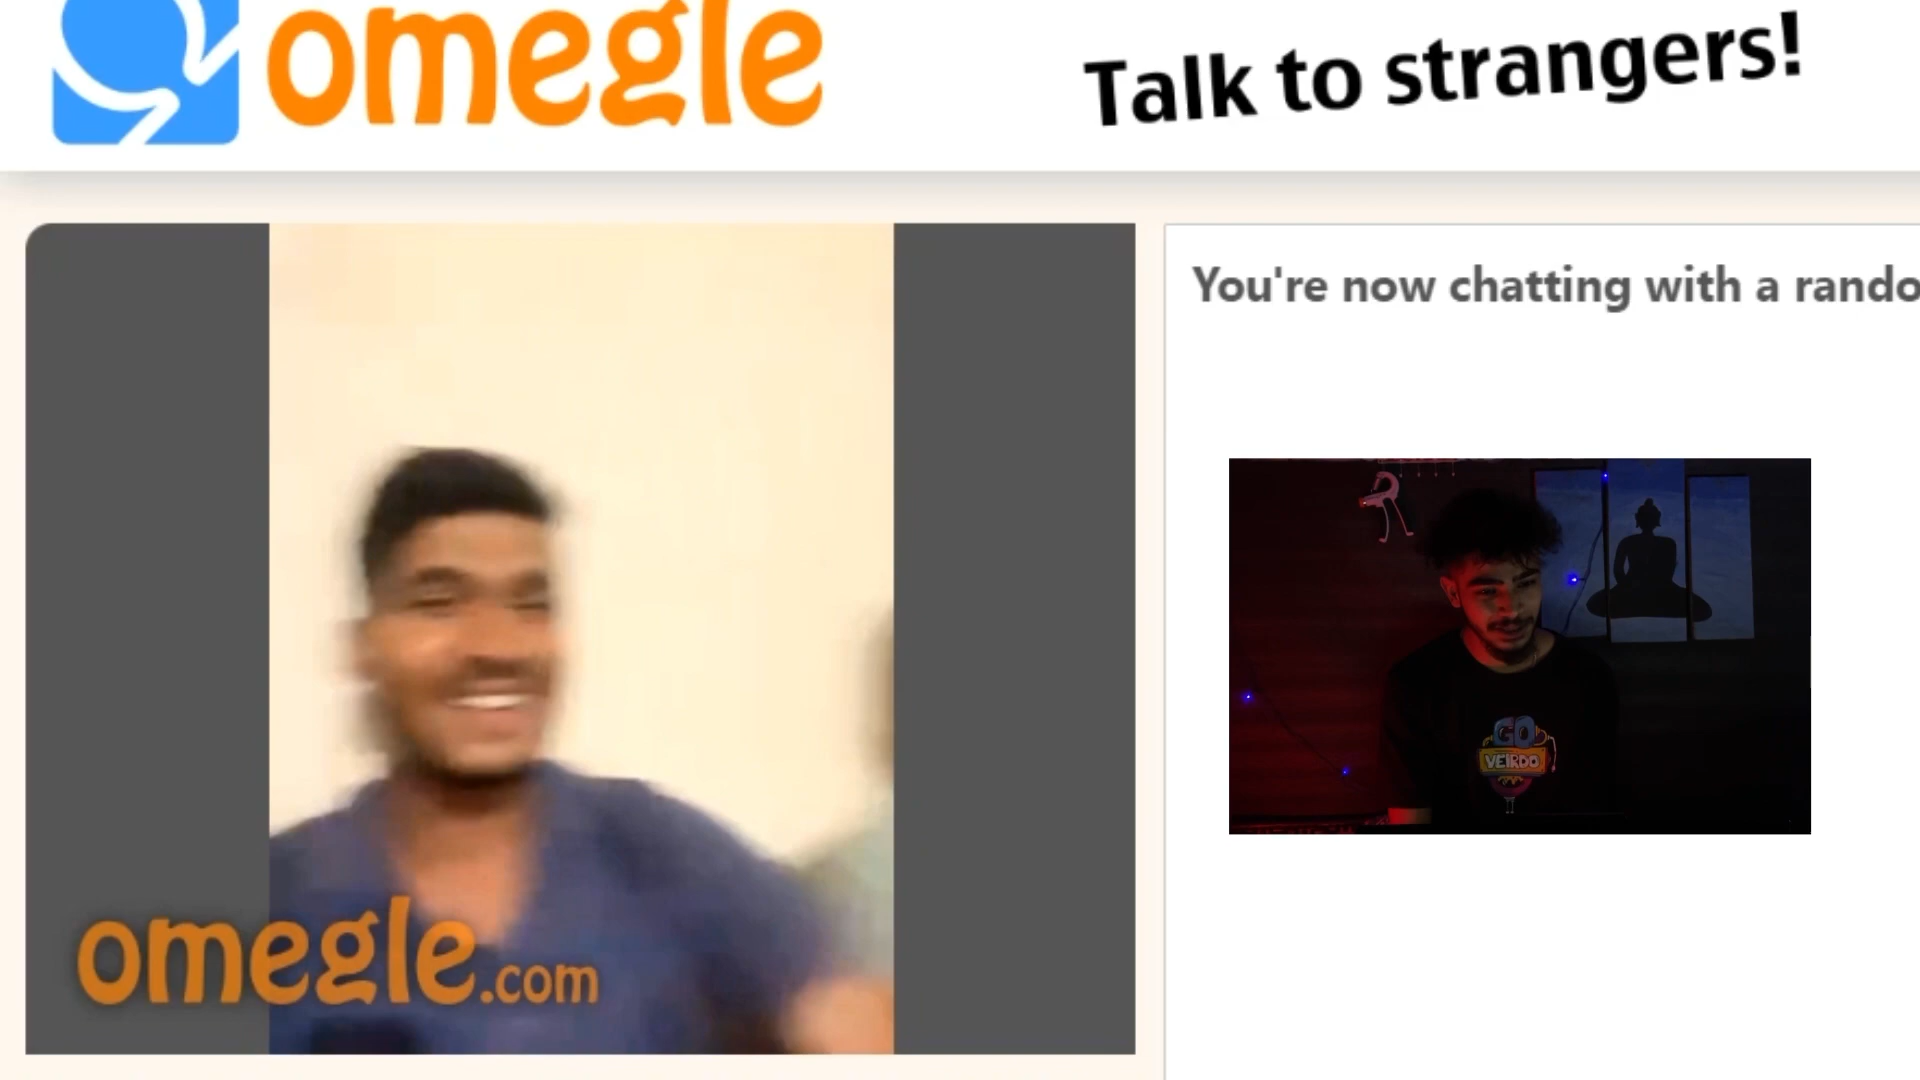 omegle
Talk to strangers!
You're now chatting with a rando
GO
VEIRDO
omegle.com